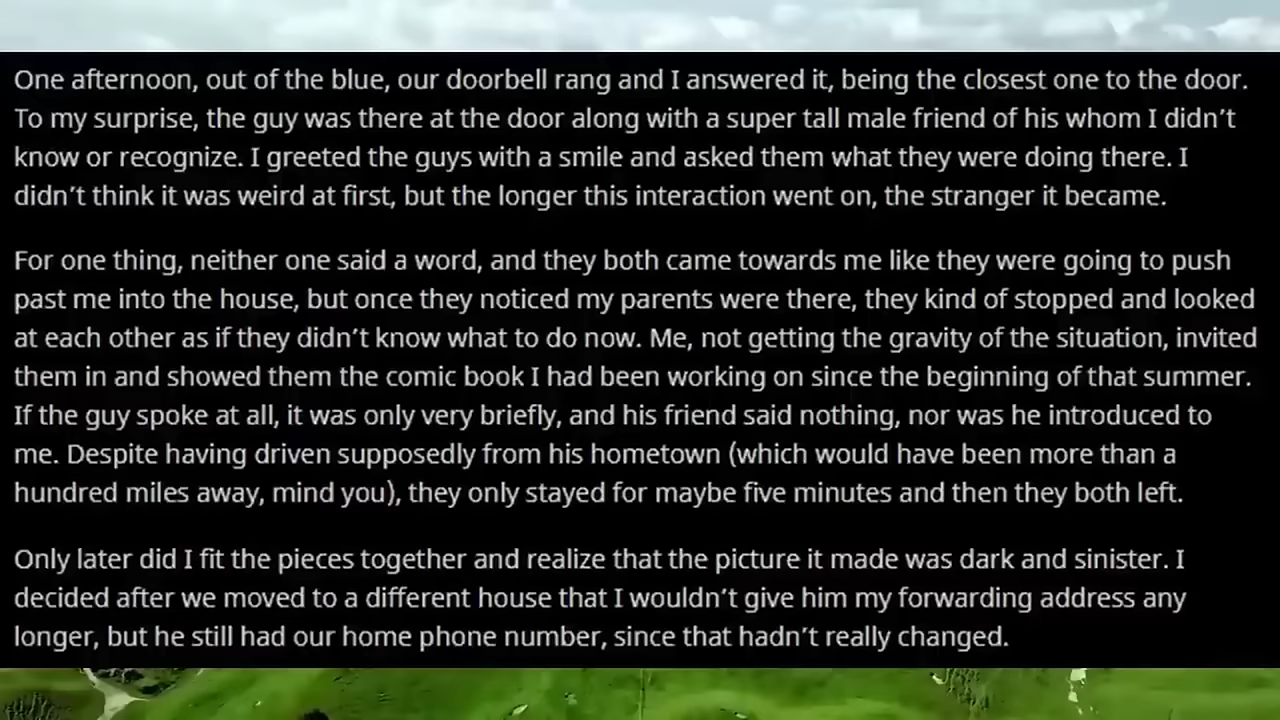 One afternoon, out of the blue, our doorbell rang and I answered it, being the closest one to the door.
To my surprise, the guy was there at the door along with a super tall male friend of his whom I didn’t
know or recognize. I greeted the guys with a smile and asked them what they were doing there. I
didn’t think it was weird at first, but the longer this interaction went on, the stranger it became.
For one thing, neither one said a word, and they both came towards me like they were going to push
past me into the house, but once they noticed my parents were there, they kind of stopped and looked
at each other as if they didn’t know what to do now. Me, not getting the gravity of the situation, invited
them in and showed them the comic book I had been working on since the beginning of that summer.
If the guy spoke at all, it was only very briefly, and his friend said nothing, nor was he introduced to
me. Despite having driven supposedly from his hometown (which would have been more than a
hundred miles away, mind you), they only stayed for maybe five minutes and then they both left.
Only later did I fit the pieces together and realize that the picture it made was dark and sinister. I
decided after we moved to a different house that I wouldn’t give him my forwarding address any
longer, but he still had our home phone number, since that hadn’t really changed.